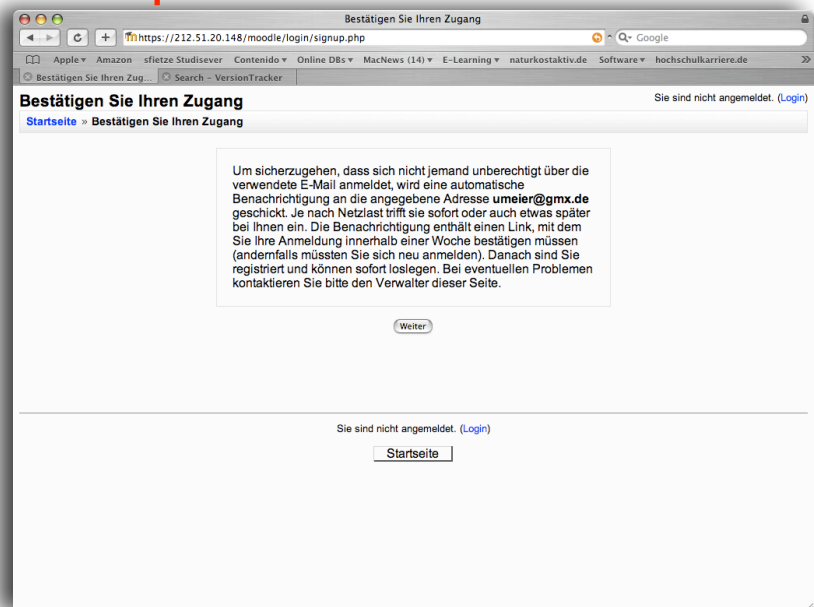 Bestätigen Sie Ihren Zugang
https://212.51.20.148/moodle/login/signup.php
Google
Apple Amazon sfietze Studisever Contenido Online DBs MacNews (14) E-Learning naturkostaktiv.de Software hochschulkarriere.de
Bestätigen Sie Ihren Zug... Search – VersionTracker
Bestätigen Sie Ihren Zugang
Sie sind nicht angemeldet. (Login)
Startseite » Bestätigen Sie Ihren Zugang
Um sicherzugehen, dass sich nicht jemand unberechtigt über die
verwendete E-Mail anmeldet, wird eine automatische
Benachrichtigung an die angegebene Adresse umeier@gmx.de
geschickt. Je nach Netzlast trifft sie sofort oder auch etwas später
bei Ihnen ein. Die Benachrichtigung enthält einen Link, mit dem
Sie Ihre Anmeldung innerhalb einer Woche bestätigen müssen
(andernfalls müssten Sie sich neu anmelden). Danach sind Sie
registriert und können sofort loslegen. Bei eventuellen Problemen
kontaktieren Sie bitte den Verwalter dieser Seite.
Weiter
Sie sind nicht angemeldet. (Login)
Startseite